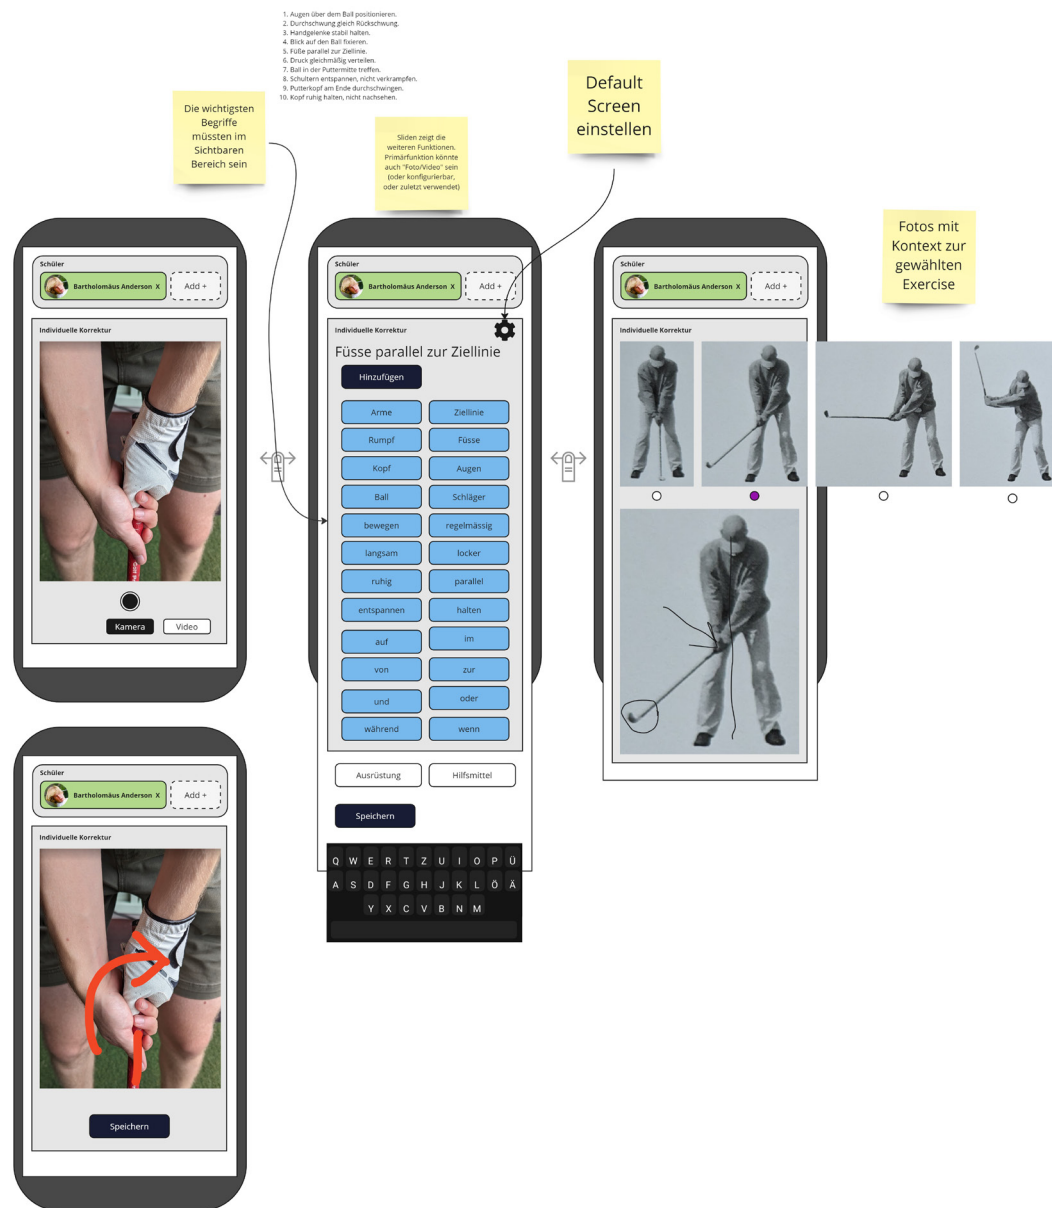 1. Augen über dem Ball positionieren.
2. Durchschwung gleich Rückschwung.
3. Handgelenke stabil halten.
4. Blick auf den Ball fixieren.
5. Füße parallel zur Ziellinie.
6. Druck gleichmäßig verteilen.
7. Ball in der Puttermitte treffen.
8. Schultern entspannen, nicht verkrampfen.
9. Putterkopf am Ende durchschwingen.
10. Kopf ruhig halten, nicht nachsehen.
Die wichtigsten
Begriffe
müssten im
Sichtbaren
Bereich sein
Sliden zeigt die
weiteren Funktionen.
Primärfunktion könnte
auch "Foto/Video" sein
(oder konfigurierbar,
oder zuletzt verwendet)
Default
Screen
einstellen
Fotos mit
Kontext zur
gewählten
Exercise
Schüler
Bartholomäus Anderson X
Add +
Individuelle Korrektur
Kamera
Video
Schüler
Bartholomäus Anderson X
Add +
Individuelle Korrektur
Füsse parallel zur Ziellinie
Hinzufügen
Arme
Ziellinie
Rumpf
Füsse
Kopf
Augen
Ball
Schläger
bewegen
regelmässig
langsam
locker
ruhig
parallel
entspannen
halten
auf
im
von
zur
und
oder
während
wenn
Ausrüstung
Hilfsmittel
Speichern
Q W E R T Z U I O P Ü
A S D F G H J K L Ö Ä
Y X C V B N M
Schüler
Bartholomäus Anderson X
Add +
Individuelle Korrektur
Schüler
Bartholomäus Anderson X
Add +
Individuelle Korrektur
Speichern